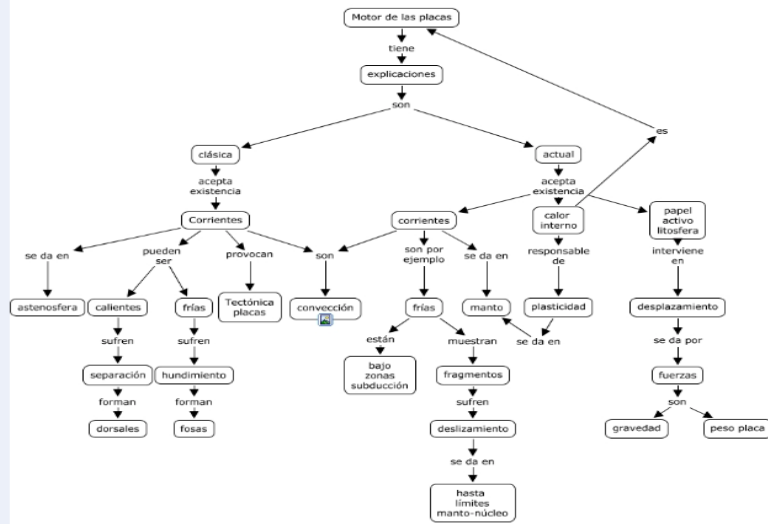 Motor de las placas
tiene
explicaciones
son
es
clásica
actual
acepta
existencia
acepta
existencia
Corrientes
corrientes
calor
interno
papel
activo
litosfera
se da en
pueden
ser
provocan
son
son por
ejemplo
se da en
responsable
de
interviene
en
astenosfera
calientes
frías
Tectónica
placas
convección
frías
manto
plasticidad
desplazamiento
sufren
sufren
están
muestran
se da en
se da por
separación
hundimiento
bajo
zonas
subducción
fragmentos
fuerzas
forman
forman
sufren
son
dorsales
fosas
deslizamiento
gravedad
peso placa
se da en
hasta
límites
manto-núcleo